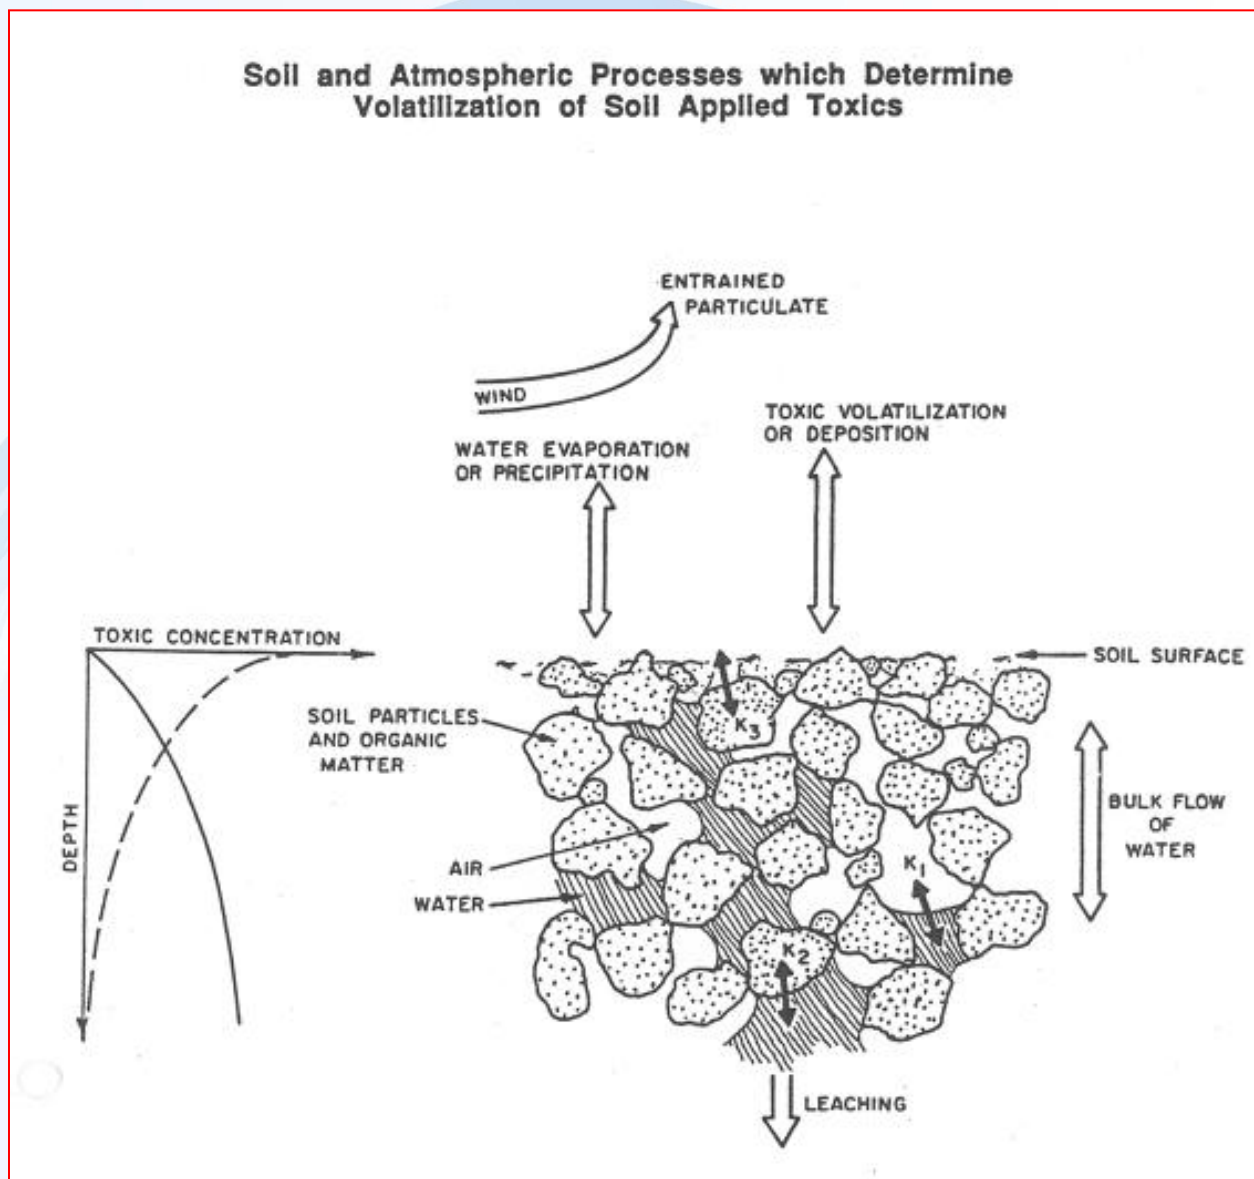 Soil and Atmospheric Processes which Determine
Volatilization of Soil Applied Toxics
ENTRAINED
PARTICULATE
WIND
TOXIC VOLATILIZATION
OR DEPOSITION
WATER EVAPORATION
OR PRECIPITATION
TOXIC CONCENTRATION
SOIL SURFACE
SOIL PARTICLES
AND ORGANIC
MATTER
K3
DEPTH
BULK FLOW
OF
WATER
AIR
K1
WATER
K2
LEACHING